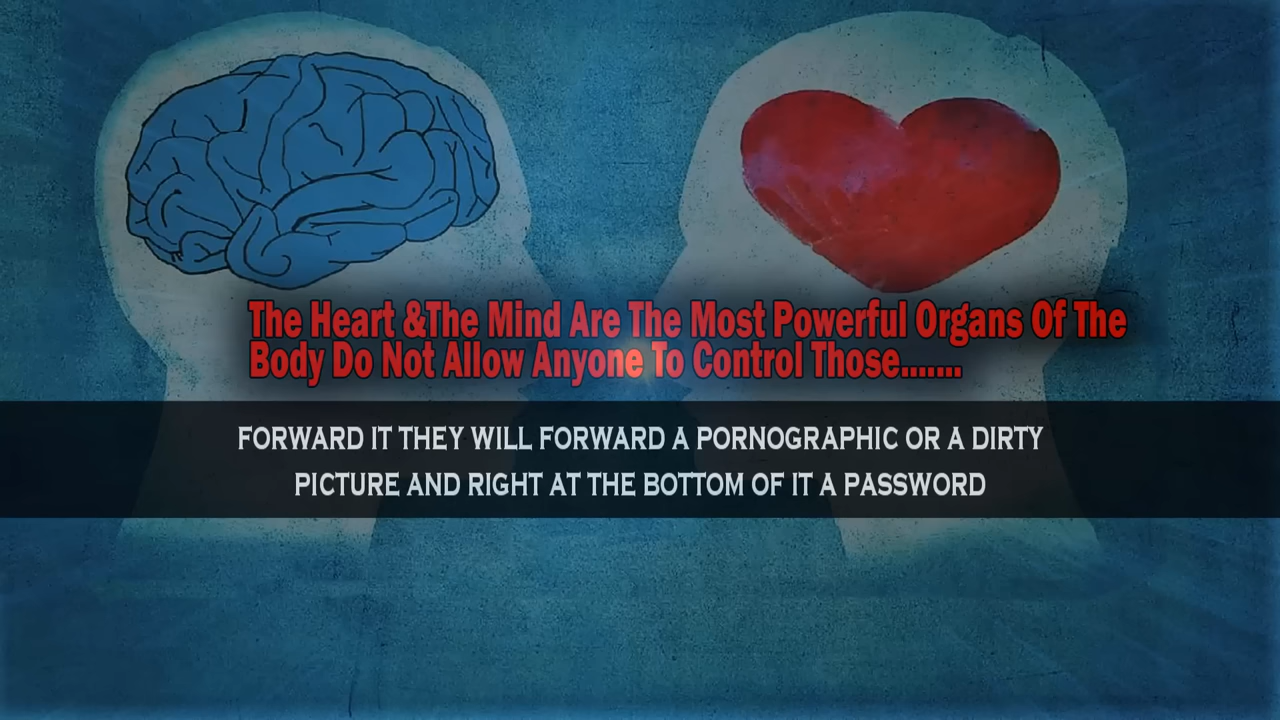 The Heart &The Mind Are The Most Powerful Organs Of The
Body Do Not Allow Anyone To Control Those.......
FORWARD IT THEY WILL FORWARD A PORNOGRAPHIC OR A DIRTY
PICTURE AND RIGHT AT THE BOTTOM OF IT A PASSWORD